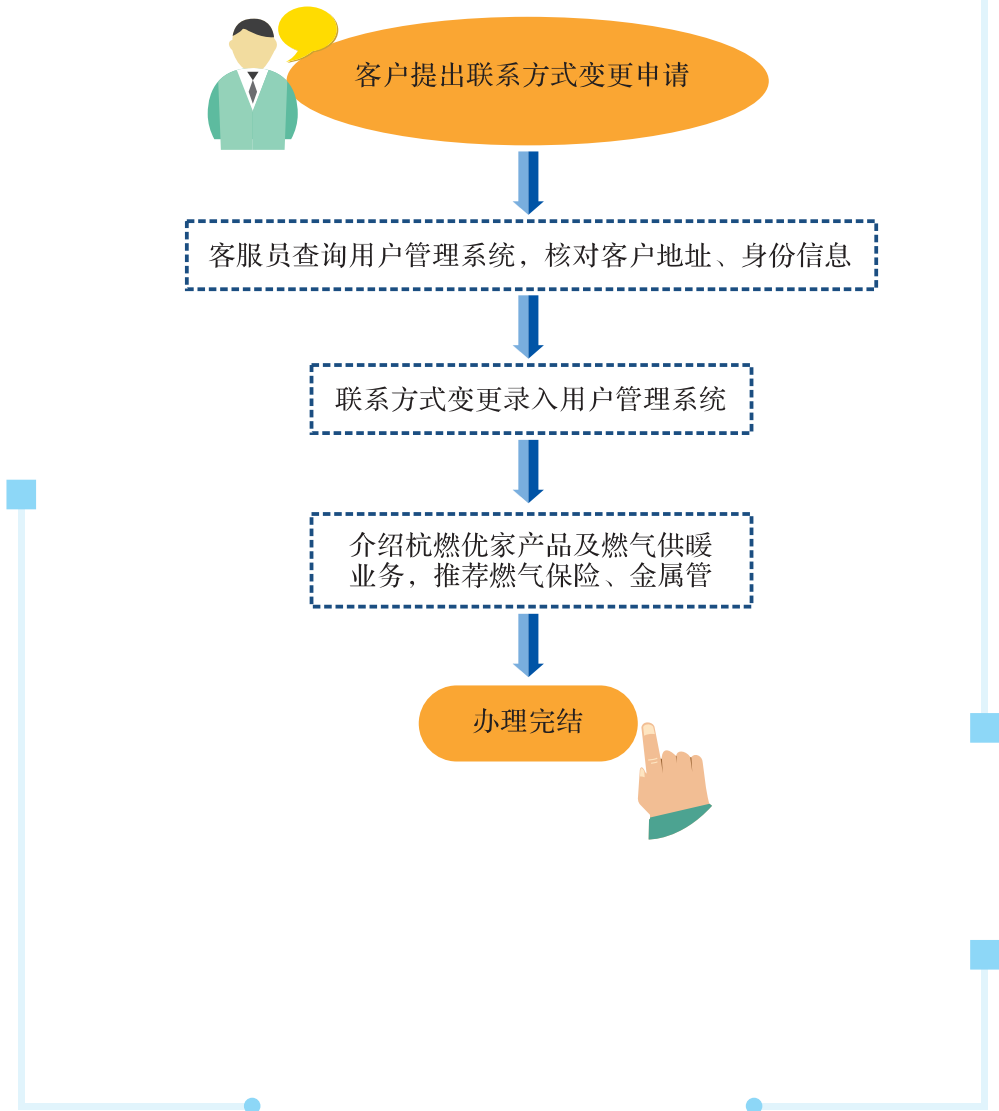 客户提出联系方式变更申请
客服员查询用户管理系统，核对客户地址、身份信息
联系方式变更录入用户管理系统
介绍杭燃优家产品及燃气供暖
业务，推荐燃气保险、金属管
办理完结